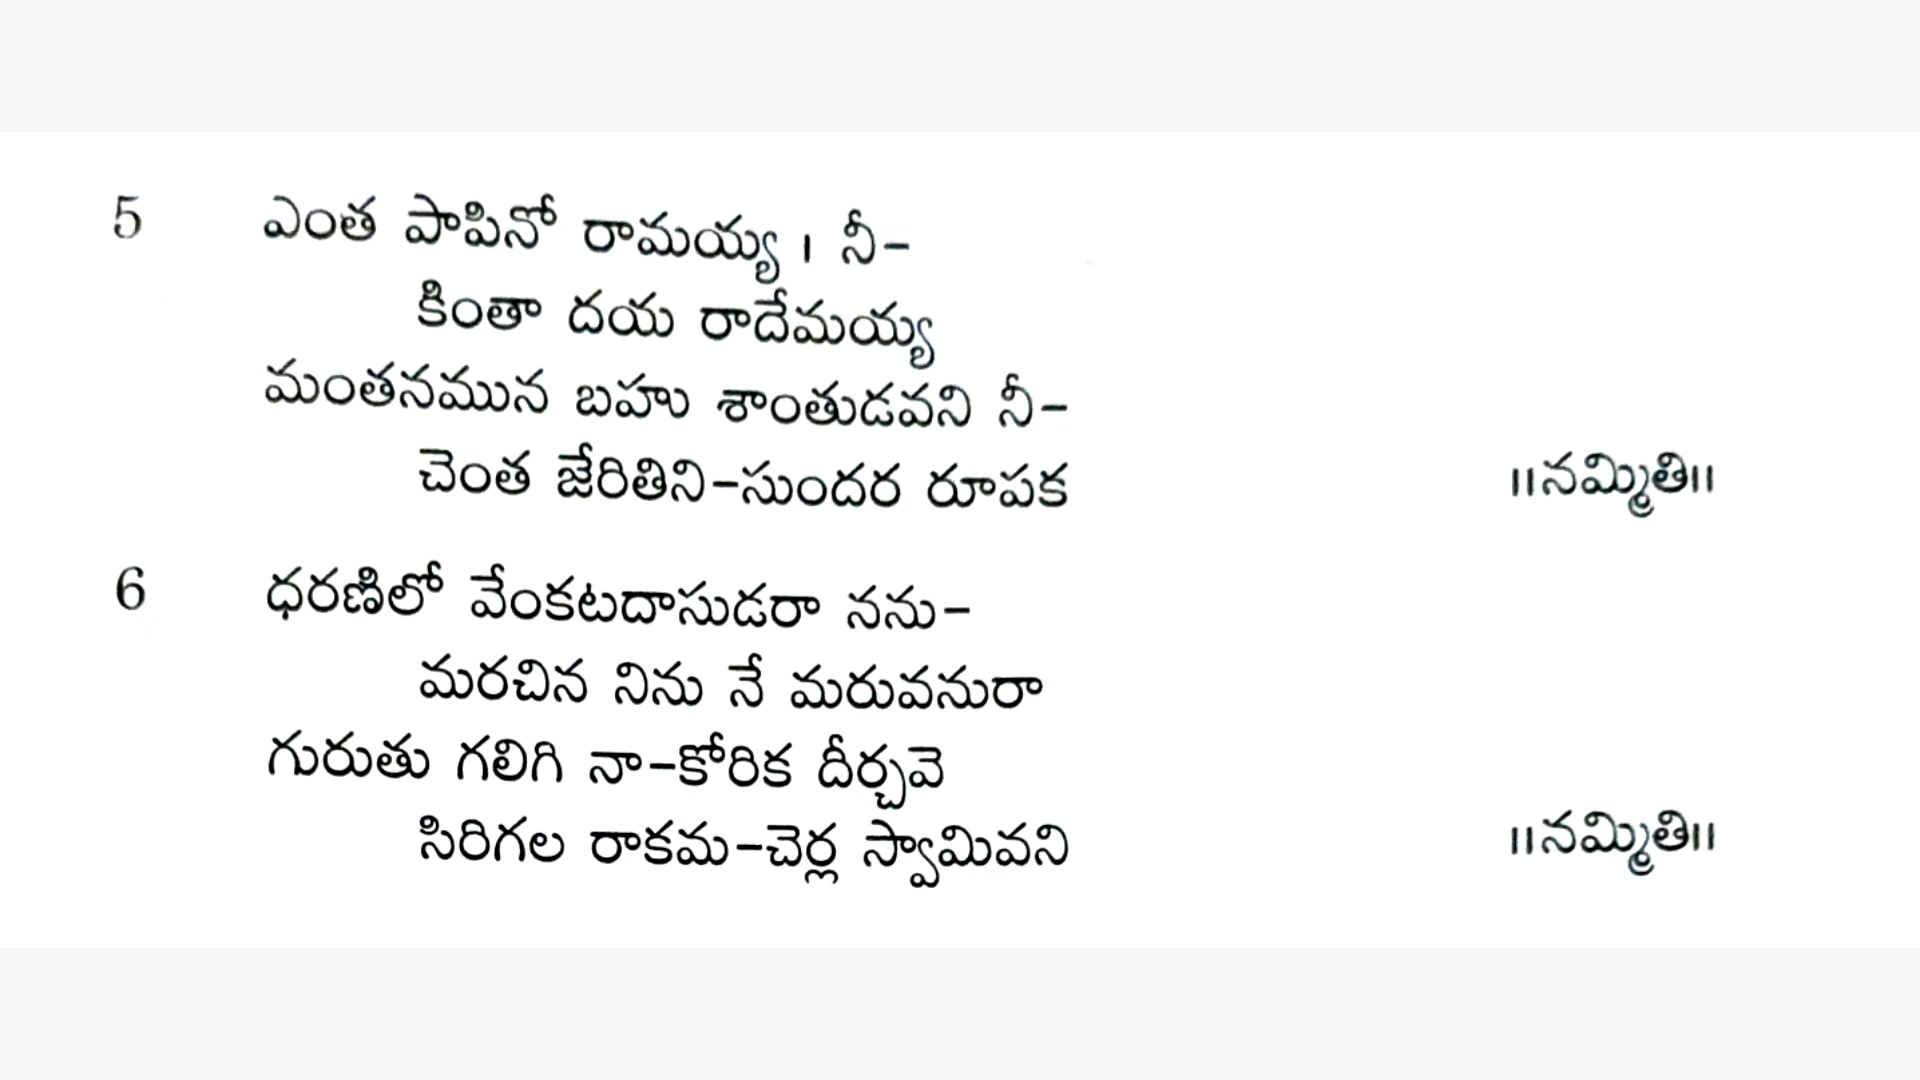 5 ఎంత పాపినో రామయ్య । నీ-
కింతా దయ రాదేమయ్య
మంతనమున బహు శాంతుడవని నీ-
చెంత జేరితిని-సుందర రూపక ॥నమ్మితి॥
6 ధరణిలో వేంకటదాసుడరా నను-
మరచిన నిను నే మరువనురా
గురుతు గలిగి నా-కోరిక దీర్చవె
సిరిగల రాకమ-చెర్ల స్వామివని ॥నమ్మితి॥